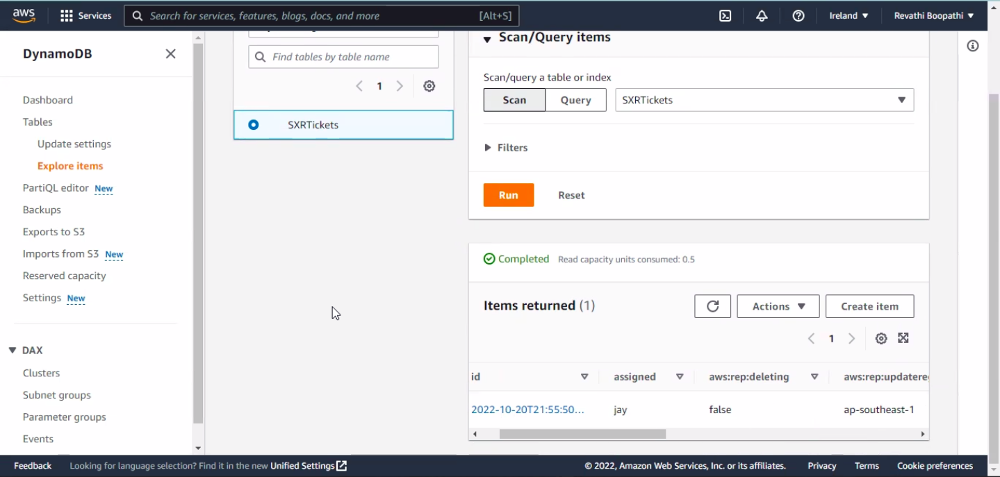 aws
Services
Search for services, features, blogs, docs, and more
[Alt+S]
Ireland
Revathi Boopathi
DynamoDB
Dashboard
Tables
Update settings
Explore items
PartiQL editor New
Backups
Exports to S3
Imports from S3 New
Reserved capacity
Settings New
DAX
Clusters
Subnet groups
Parameter groups
Events
Find tables by table name
1
SXRTickets
Scan/Query items
Scan/query a table or index
Scan Query SXRTickets
Filters
Run Reset
Completed Read capacity units consumed: 0.5
Items returned (1)
Actions Create item
1
id assigned aws:rep:deleting aws:rep:updatere
2022-10-20T21:55:50... jay false ap-southeast-1
Feedback Looking for language selection? Find it in the new Unified Settings © 2022, Amazon Web Services, Inc. or its affiliates. Privacy Terms Cookie preferences